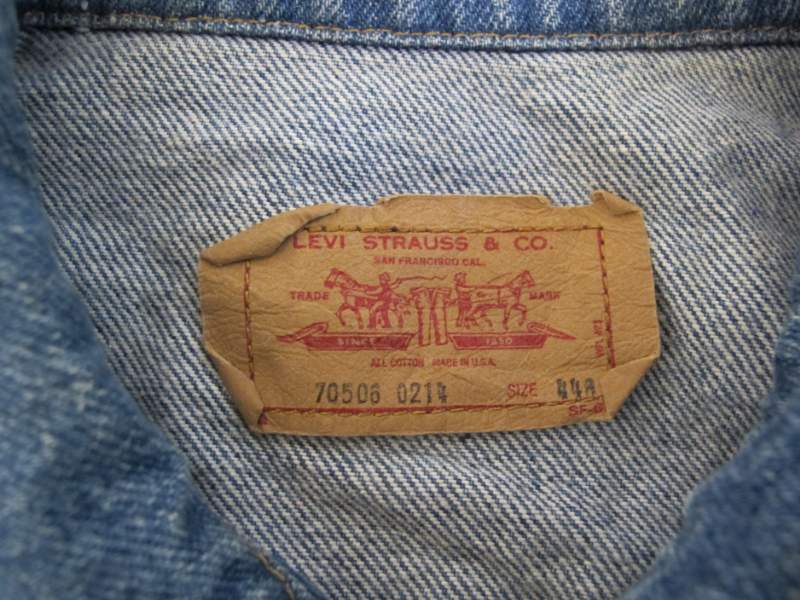 LEVI STRAUSS & CO.
SAN FRANCISCO CAL.
TRADE MARK
SINCE 1850
ALL COTTON MADE IN U.S.A.
70506 0214 SIZE 44R